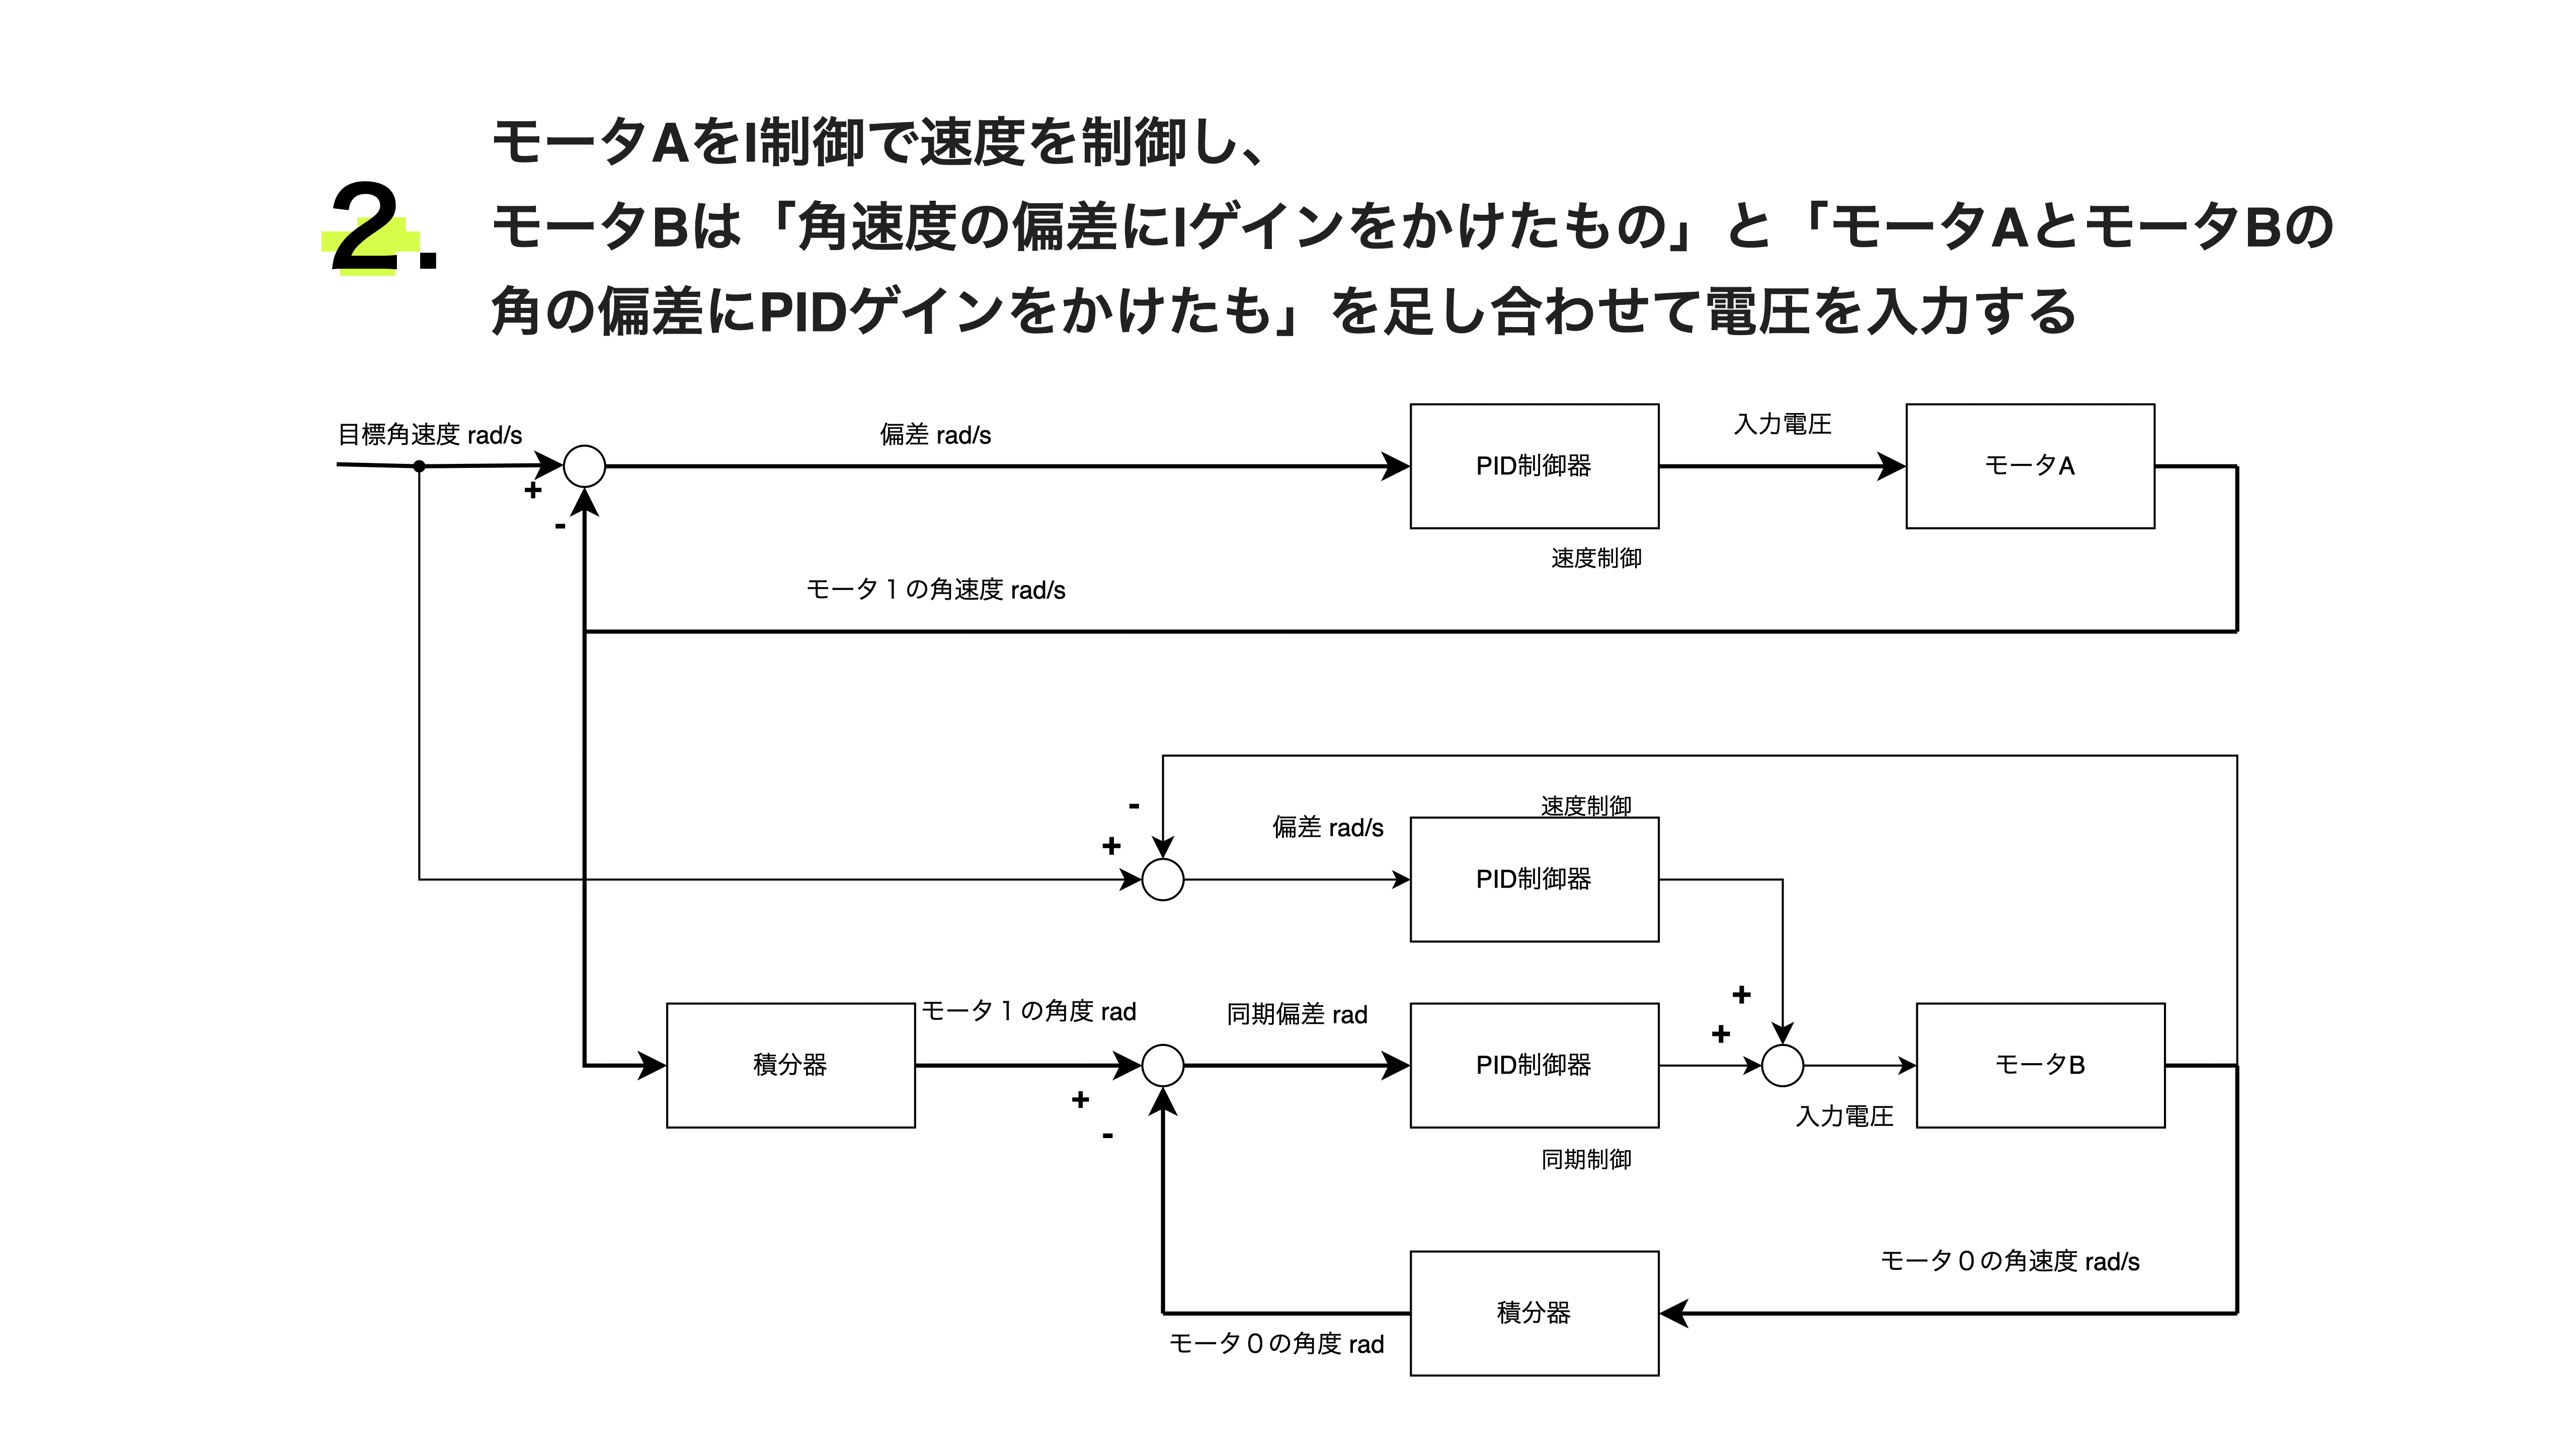 2.
モータAをI制御で速度を制御し、
モータBは「角速度の偏差にIゲインをかけたもの」と「モータAとモータBの
角の偏差にPIDゲインをかけたも」を足し合わせて電圧を入力する
目標角速度 rad/s
偏差 rad/s
PID制御器
入力電圧
モータA
+
-
速度制御
モータ１の角速度 rad/s
-
+
偏差 rad/s
速度制御
PID制御器
積分器
モータ１の角度 rad
同期偏差 rad
PID制御器
+
+
モータB
入力電圧
+
-
同期制御
モータ０の角速度 rad/s
積分器
モータ０の角度 rad